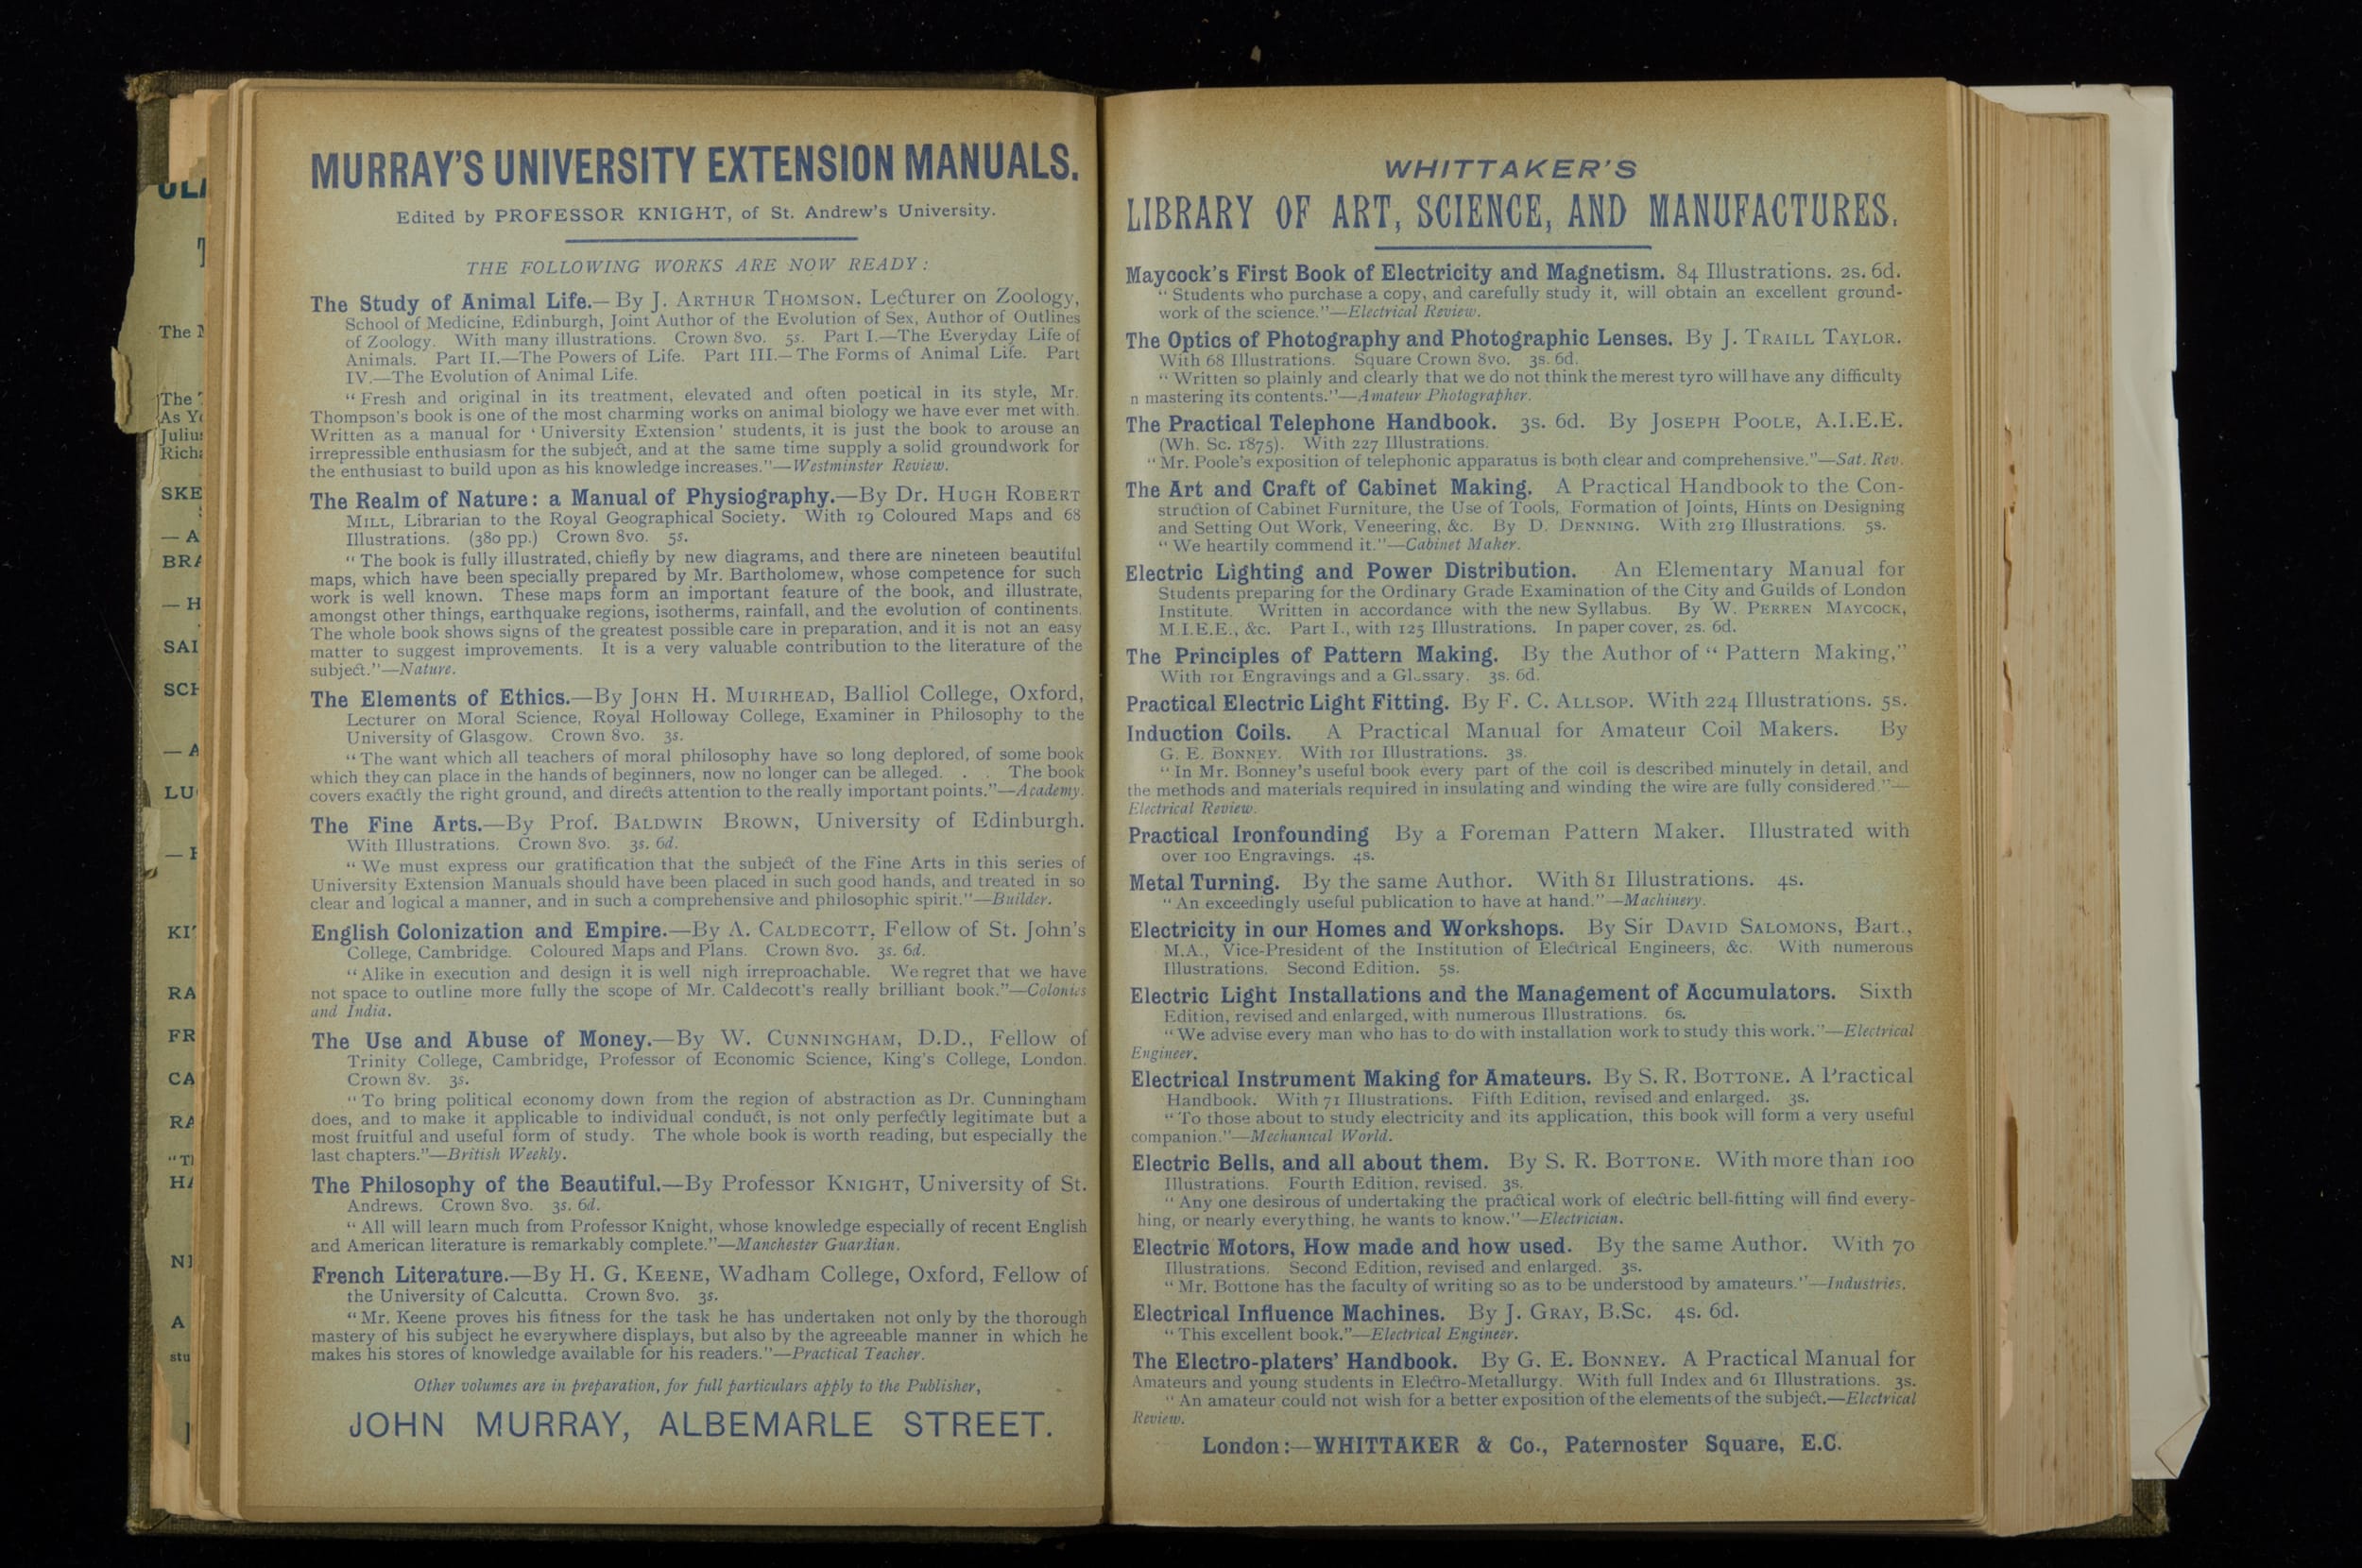 MURRAY'S UNIVERSITY EXTENSION MANUALS.
Edited by PROFESSOR KNIGHT, of St. Andrew's University.
THE FOLLOWING WORKS ARE NOW READY:
The Study of Animal Life.—By J. ARTHUR THOMSON. Lecturer on Zoology,
School of Medicine, Edinburgh, Joint Author of the Evolution of Sex, Author of Outlines
of Zoology. With many illustrations. Crown 8vo. 5s. Part I.—The Everyday Life of
Animals. Part II.—The Powers of Life. Part III.—The Forms of Animal Life. Part
IV.—The Evolution of Animal Life.
"Fresh and original in its treatment, elevated and often poetical in its style, Mr.
Thompson's book is one of the most charming works on animal biology we have ever met with.
Written as a manual for 'University Extension' students, it is just the book to arouse an
irrepressible enthusiasm for the subject, and at the same time supply a solid groundwork for
the enthusiast to build upon as his knowledge increases."—Westminster Review.
The Realm of Nature: a Manual of Physiography.—By Dr. HUGH ROBERT
MILL, Librarian to the Royal Geographical Society. With 19 Coloured Maps and 68
Illustrations. (380 pp.) Crown 8vo. 5s.
"The book is fully illustrated, chiefly by new diagrams, and there are nineteen beautiful
maps, which have been specially prepared by Mr. Bartholomew, whose competence for such
work is well known. These maps form an important feature of the book, and illustrate,
amongst other things, earthquake regions, isotherms, rainfall, and the evolution of continents.
The whole book shows signs of the greatest possible care in preparation, and it is not an easy
matter to suggest improvements. It is a very valuable contribution to the literature of the
subject."—Nature.
The Elements of Ethics.—By JOHN H. MUIRHEAD, Balliol College, Oxford,
Lecturer on Moral Science, Royal Holloway College, Examiner in Philosophy to the
University of Glasgow. Crown 8vo. 3s.
"The want which all teachers of moral philosophy have so long deplored, of some book
which they can place in the hands of beginners, now no longer can be alleged. . . The book
covers exactly the right ground, and directs attention to the really important points."—Academy.
The Fine Arts.—By Prof. BALDWIN BROWN, University of Edinburgh.
With Illustrations. Crown 8vo. 3s. 6d.
"We must express our gratification that the subject of the Fine Arts in this series of
University Extension Manuals should have been placed in such good hands, and treated in so
clear and logical a manner, and in such a comprehensive and philosophic spirit."—Builder.
English Colonization and Empire.—By A. CALDECOTT, Fellow of St. John's
College, Cambridge. Coloured Maps and Plans. Crown 8vo. 3s. 6d.
"Alike in execution and design it is well nigh irreproachable. We regret that we have
not space to outline more fully the scope of Mr. Caldecott's really brilliant book."—Colonies
and India.
The Use and Abuse of Money.—By W. CUNNINGHAM, D.D., Fellow of
Trinity College, Cambridge, Professor of Economic Science, King's College, London.
Crown 8v. 3s.
"To bring political economy down from the region of abstraction as Dr. Cunningham
does, and to make it applicable to individual conduct, is not only perfectly legitimate but a
most fruitful and useful form of study. The whole book is worth reading, but especially the
last chapters."—British Weekly.
The Philosophy of the Beautiful.—By Professor KNIGHT, University of St.
Andrews. Crown 8vo. 3s. 6d.
"All will learn much from Professor Knight, whose knowledge especially of recent English
and American literature is remarkably complete."—Manchester Guardian.
French Literature.—By H. G. KEENE, Wadham College, Oxford, Fellow of
the University of Calcutta. Crown 8vo. 3s.
"Mr. Keene proves his fitness for the task he has undertaken not only by the thorough
mastery of his subject he everywhere displays, but also by the agreeable manner in which he
makes his stores of knowledge available for his readers."—Practical Teacher.
Other volumes are in preparation, for full particulars apply to the Publisher,
JOHN MURRAY, ALBEMARLE STREET.
WHITTAKER'S
LIBRARY OF ART, SCIENCE, AND MANUFACTURES.
Maycock's First Book of Electricity and Magnetism. 84 Illustrations. 2s. 6d.
"Students who purchase a copy, and carefully study it, will obtain an excellent ground-
work of the science."—Electrical Review.
The Optics of Photography and Photographic Lenses. By J. TRAILL TAYLOR.
With 68 Illustrations. Square Crown 8vo. 3s. 6d.
"Written so plainly and clearly that we do not think the merest tyro will have any difficulty
n mastering its contents."—Amateur Photographer.
The Practical Telephone Handbook. 3s. 6d. By JOSEPH POOLE, A.I.E.E.
(Wh. Sc. 1875). With 227 Illustrations.
"Mr. Poole's exposition of telephonic apparatus is both clear and comprehensive."—Sat. Rev.
The Art and Craft of Cabinet Making. A Practical Handbook to the Con-
struction of Cabinet Furniture, the Use of Tools, Formation of Joints, Hints on Designing
and Setting Out Work, Veneering, &c. By D. DENNING. With 219 Illustrations. 5s.
"We heartily commend it."—Cabinet Maker.
Electric Lighting and Power Distribution. An Elementary Manual for
Students preparing for the Ordinary Grade Examination of the City and Guilds of London
Institute. Written in accordance with the new Syllabus. By W. PERREN MAYCOCK,
M.I.E.E., &c. Part I., with 125 Illustrations. In paper cover, 2s. 6d.
The Principles of Pattern Making. By the Author of "Pattern Making,"
With 101 Engravings and a Gl ssary. 3s. 6d.
Practical Electric Light Fitting. By F. C. ALLSOP. With 224 Illustrations. 5s.
Induction Coils. A Practical Manual for Amateur Coil Makers. By
G. E. BONNEY. With 101 Illustrations. 3s.
"In Mr. Bonney's useful book every part of the coil is described minutely in detail, and
the methods and materials required in insulating and winding the wire are fully considered."—
Electrical Review.
Practical Ironfounding By a Foreman Pattern Maker. Illustrated with
over 100 Engravings. 4s.
Metal Turning. By the same Author. With 81 Illustrations. 4s.
"An exceedingly useful publication to have at hand."—Machinery.
Electricity in our Homes and Workshops. By Sir DAVID SALOMONS, Bart.,
M.A., Vice-President of the Institution of Electrical Engineers, &c. With numerous
Illustrations. Second Edition. 5s.
Electric Light Installations and the Management of Accumulators. Sixth
Edition, revised and enlarged, with numerous Illustrations. 6s.
"We advise every man who has to do with installation work to study this work."—Electrical
Engineer.
Electrical Instrument Making for Amateurs. By S. R. BOTTONE. A Practical
Handbook. With 71 Illustrations. Fifth Edition, revised and enlarged. 3s.
"To those about to study electricity and its application, this book will form a very useful
companion."—Mechanical World.
Electric Bells, and all about them. By S. R. BOTTONE. With more than 100
Illustrations. Fourth Edition, revised. 3s.
"Any one desirous of undertaking the practical work of electric bell-fitting will find every-
hing, or nearly everything, he wants to know."—Electrician.
Electric Motors, How made and how used. By the same Author. With 70
Illustrations. Second Edition, revised and enlarged. 3s.
"Mr. Bottone has the faculty of writing so as to be understood by amateurs."—Industries.
Electrical Influence Machines. By J. GRAY, B.Sc. 4s. 6d.
"This excellent book."—Electrical Engineer.
The Electro-platers' Handbook. By G. E. BONNEY. A Practical Manual for
Amateurs and young students in Electro-Metallurgy. With full Index and 61 Illustrations. 3s.
"An amateur could not wish for a better exposition of the elements of the subject.—Electrical
Review.
London:—WHITTAKER & Co., Paternoster Square, E.C.